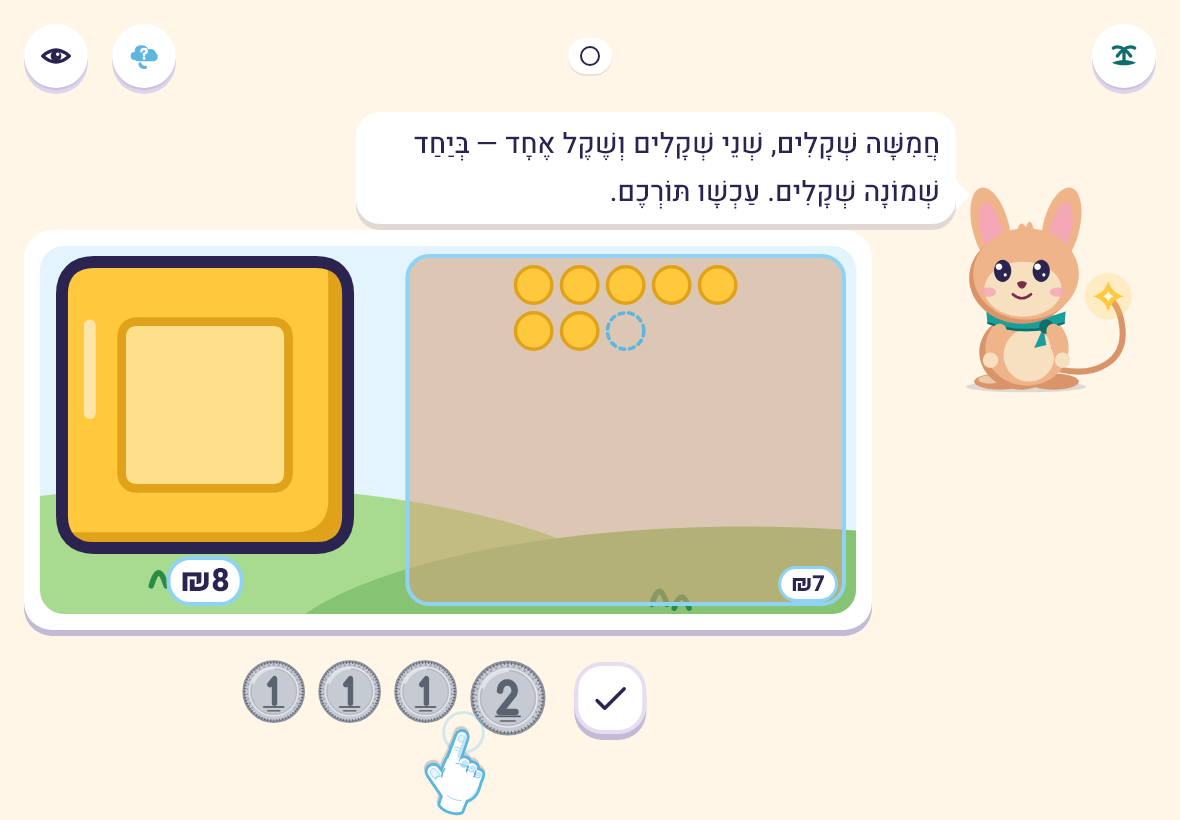 חֲמִשָּׁה שְׁקָלִים, שְׁנֵי שְׁקָלִים וְשֶׁקֶל אֶחָד – בְּיַחַד
שְׁמוֹנָה שְׁקָלִים. עַכְשָׁו תּוֹרְכֶם.
₪8
₪7
1 1 1 2